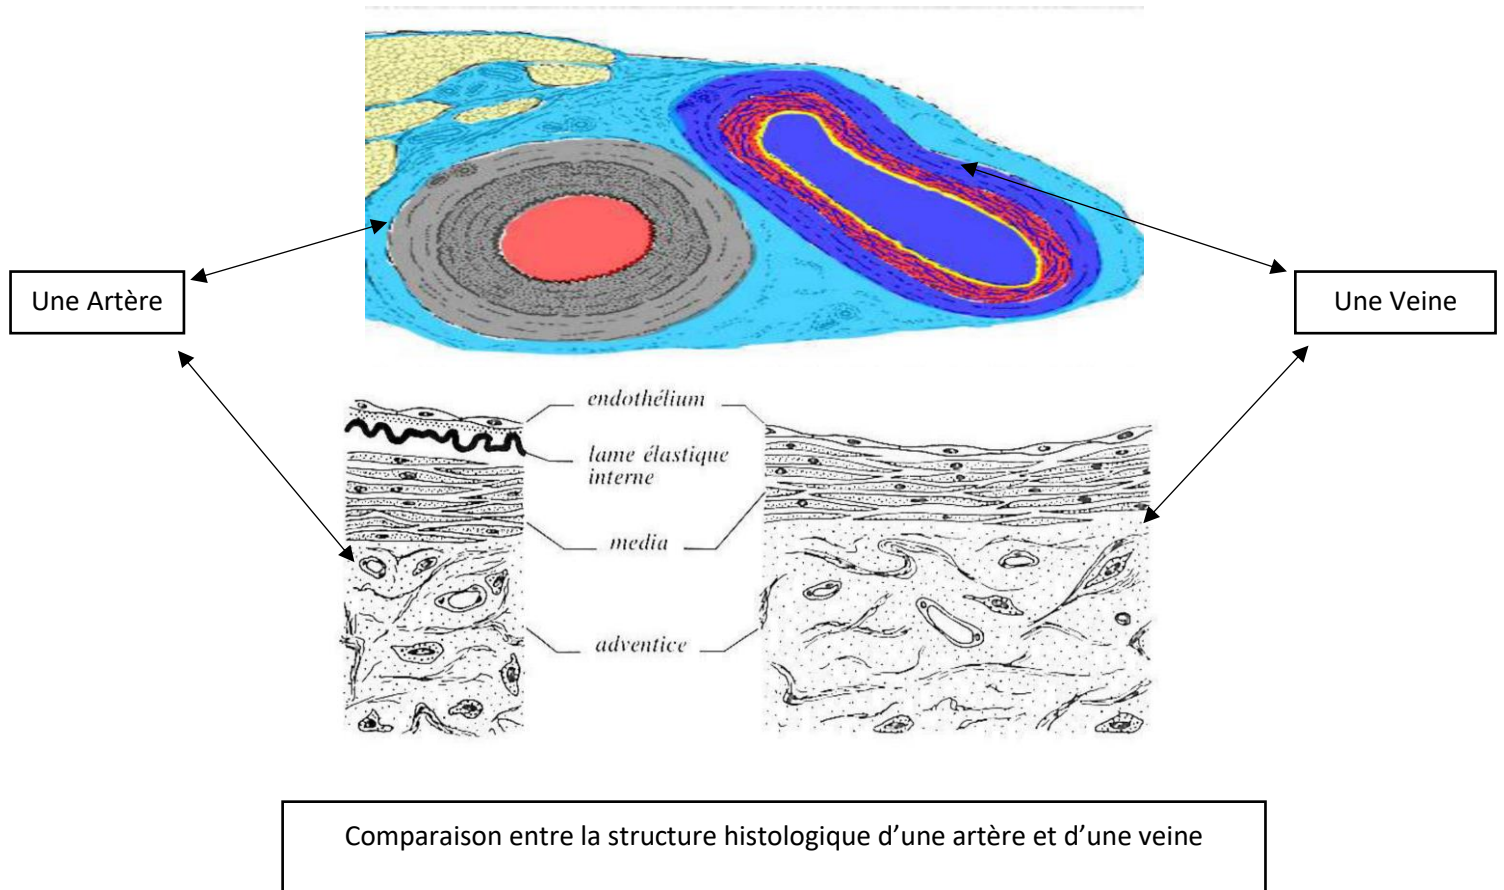 Une Artère
Une Veine
endothélium
lame élastique
interne
media
adventice
Comparaison entre la structure histologique d’une artère et d’une veine